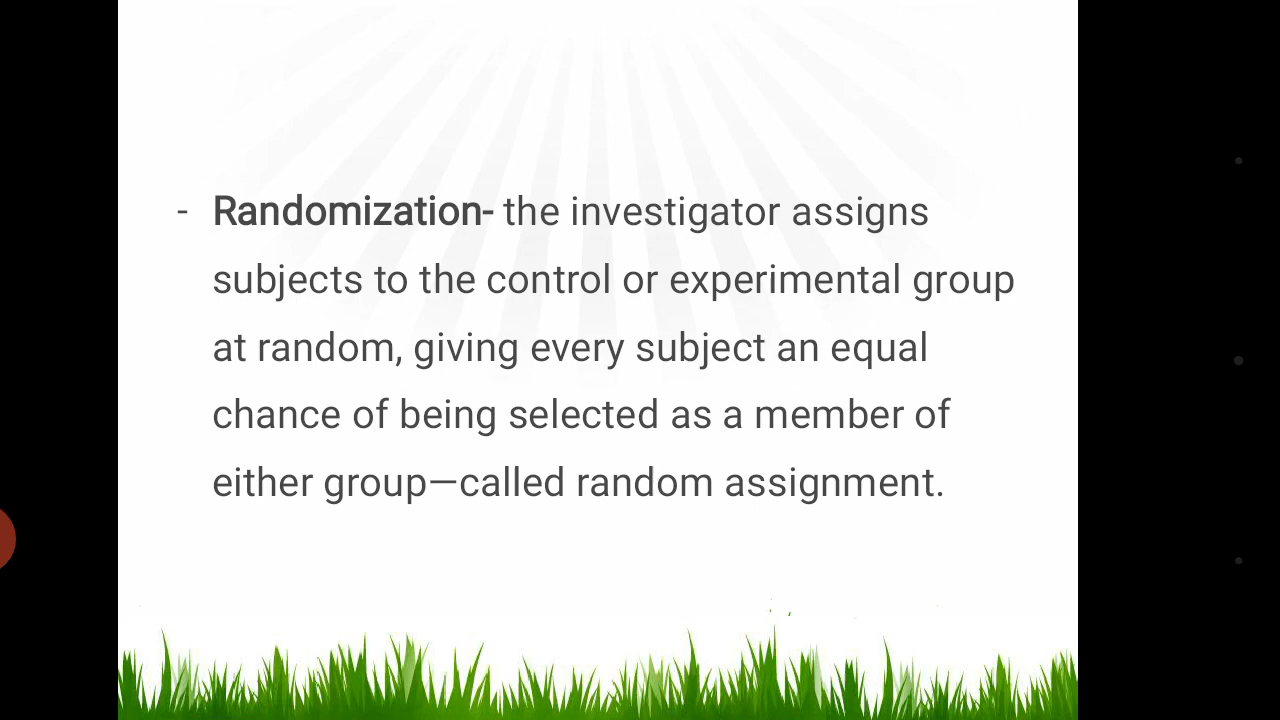 - Randomization- the investigator assigns
subjects to the control or experimental group
at random, giving every subject an equal
chance of being selected as a member of
either group—called random assignment.